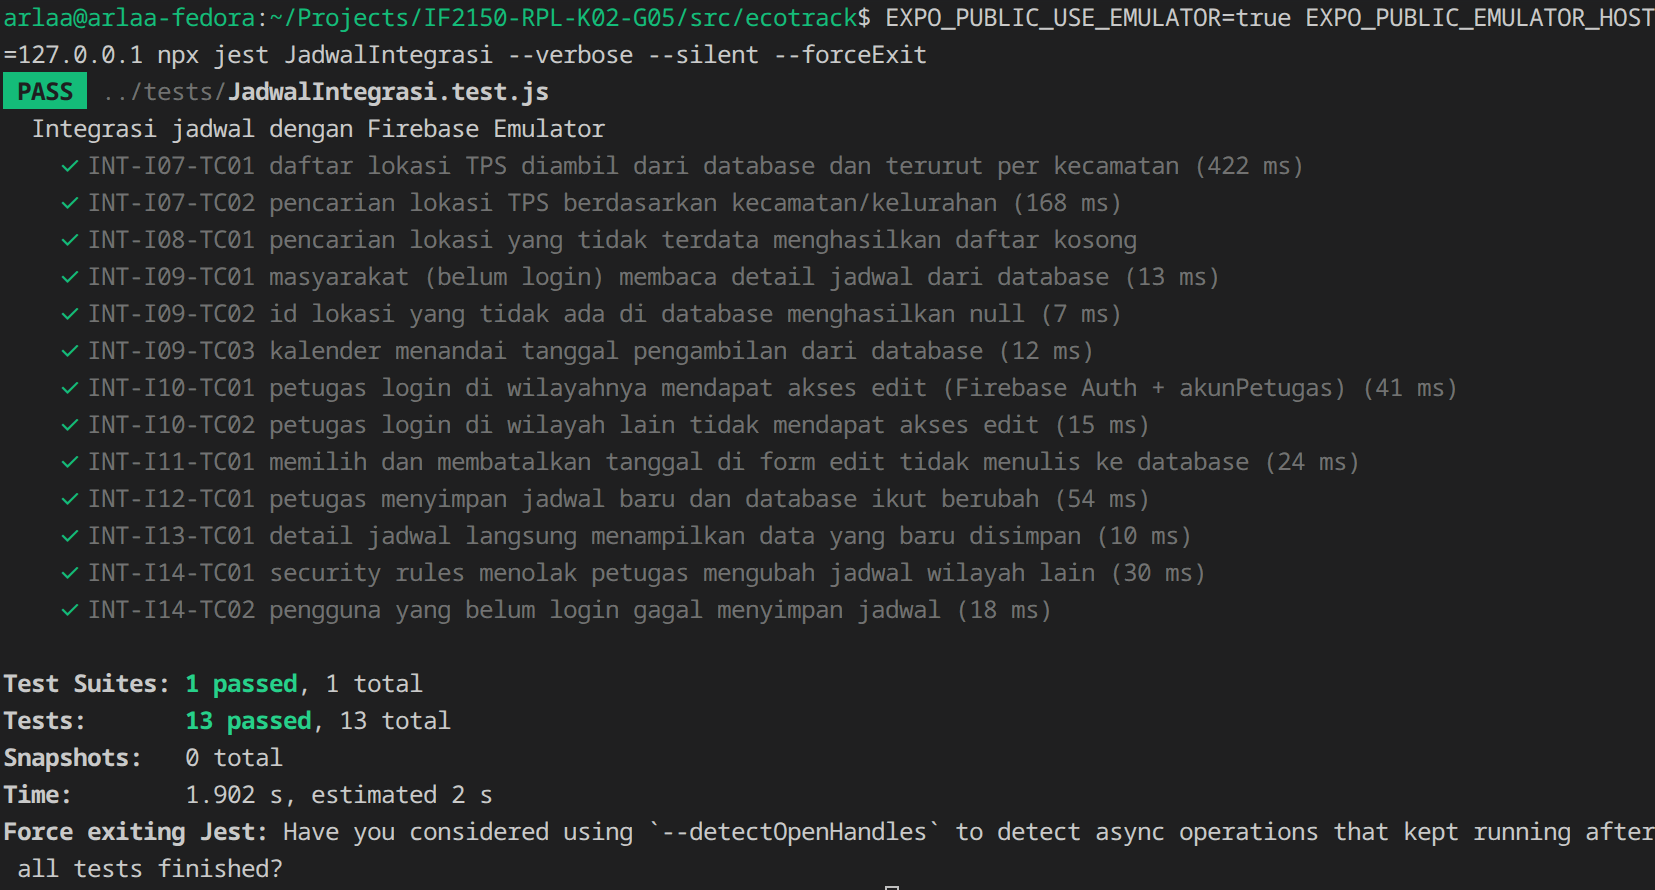 arlaa@arlaa-fedora:~/Projects/IF2150-RPL-K02-G05/src/ecotrack$ EXPO_PUBLIC_USE_EMULATOR=true EXPO_PUBLIC_EMULATOR_HOST
=127.0.0.1 npx jest JadwalIntegrasi --verbose --silent --forceExit
PASS ../tests/JadwalIntegrasi.test.js
Integrasi jadwal dengan Firebase Emulator
✓ INT-I07-TC01 daftar lokasi TPS diambil dari database dan terurut per kecamatan (422 ms)
✓ INT-I07-TC02 pencarian lokasi TPS berdasarkan kecamatan/kelurahan (168 ms)
✓ INT-I08-TC01 pencarian lokasi yang tidak terdata menghasilkan daftar kosong
✓ INT-I09-TC01 masyarakat (belum login) membaca detail jadwal dari database (13 ms)
✓ INT-I09-TC02 id lokasi yang tidak ada di database menghasilkan null (7 ms)
✓ INT-I09-TC03 kalender menandai tanggal pengambilan dari database (12 ms)
✓ INT-I10-TC01 petugas login di wilayahnya mendapat akses edit (Firebase Auth + akunPetugas) (41 ms)
✓ INT-I10-TC02 petugas login di wilayah lain tidak mendapat akses edit (15 ms)
✓ INT-I11-TC01 memilih dan membatalkan tanggal di form edit tidak menulis ke database (24 ms)
✓ INT-I12-TC01 petugas menyimpan jadwal baru dan database ikut berubah (54 ms)
✓ INT-I13-TC01 detail jadwal langsung menampilkan data yang baru disimpan (10 ms)
✓ INT-I14-TC01 security rules menolak petugas mengubah jadwal wilayah lain (30 ms)
✓ INT-I14-TC02 pengguna yang belum login gagal menyimpan jadwal (18 ms)
Test Suites: 1 passed, 1 total
Tests: 13 passed, 13 total
Snapshots: 0 total
Time: 1.902 s, estimated 2 s
Force exiting Jest: Have you considered using `--detectOpenHandles` to detect async operations that kept running after
all tests finished?